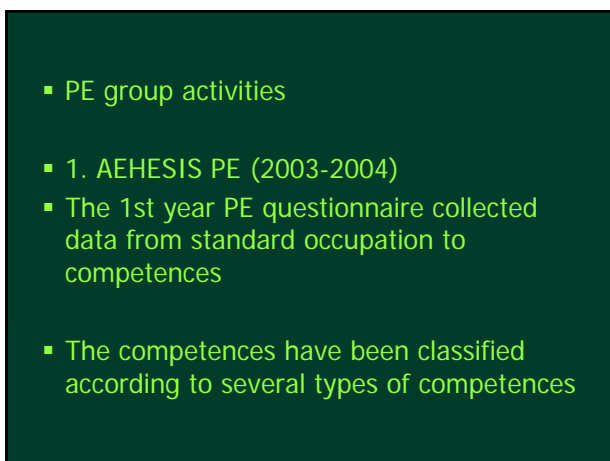 ▪ PE group activities
▪ 1. AEHESIS PE (2003-2004)
▪ The 1st year PE questionnaire collected
data from standard occupation to
competences
▪ The competences have been classified
according to several types of competences